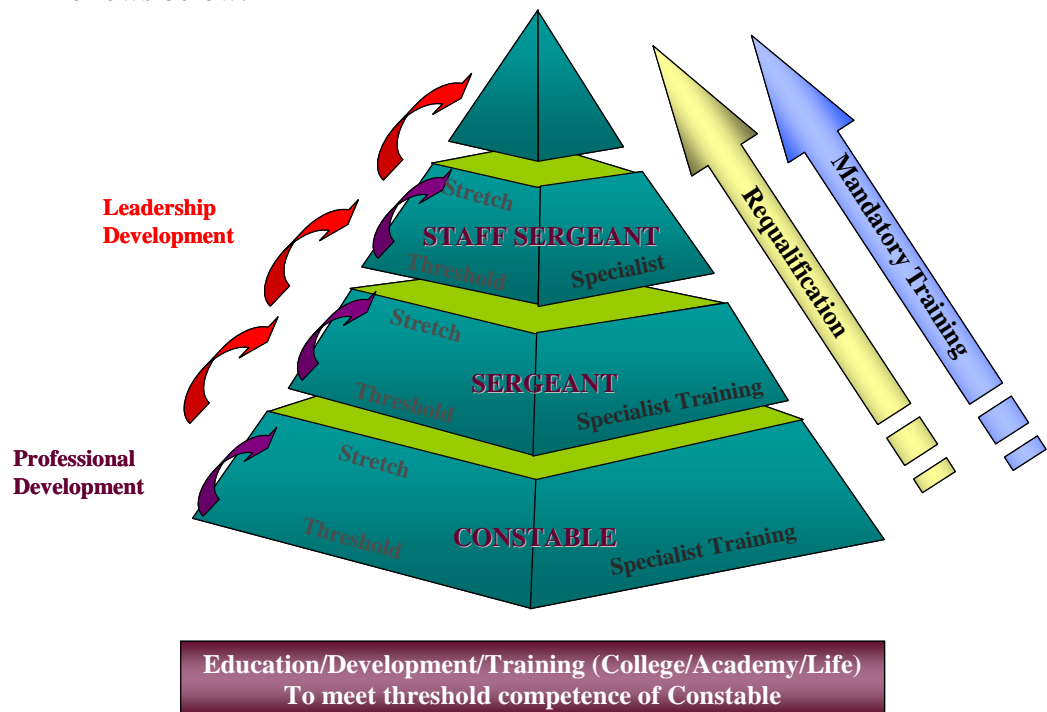 Leadership
Development
Stretch
STAFF SERGEANT
Threshold
Specialist
Stretch
SERGEANT
Threshold
Specialist Training
Professional
Development
Stretch
CONSTABLE
Threshold
Specialist Training
Requalification
Mandatory Training
Education/Development/Training (College/Academy/Life)
To meet threshold competence of Constable